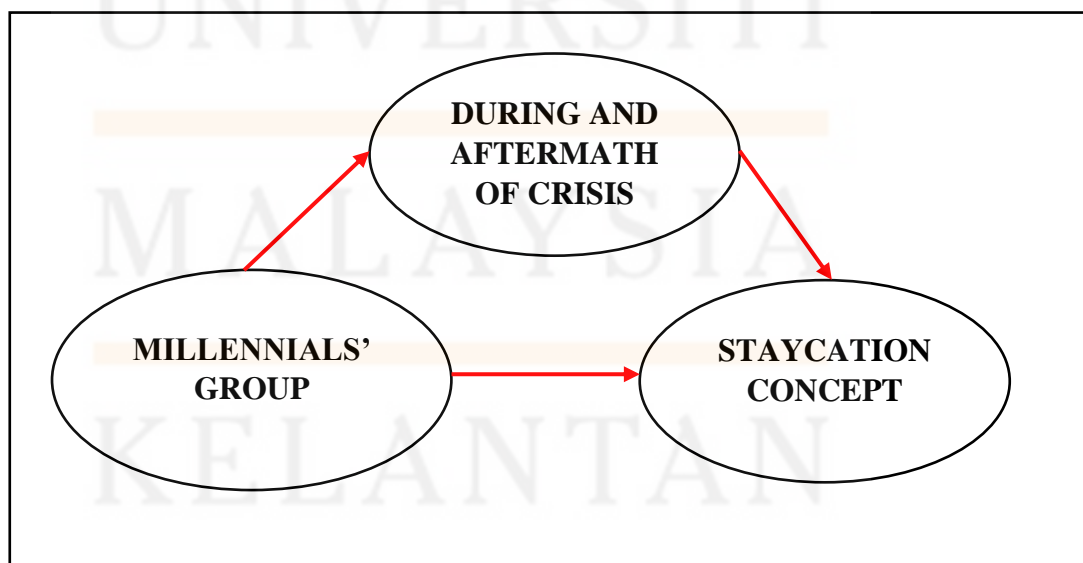 UNIVERSITI
DURING AND
AFTERMATH
OF CRISIS
MALAYSIA
MILLENNIALS’
GROUP
STAYCATION
CONCEPT
KELANTAN